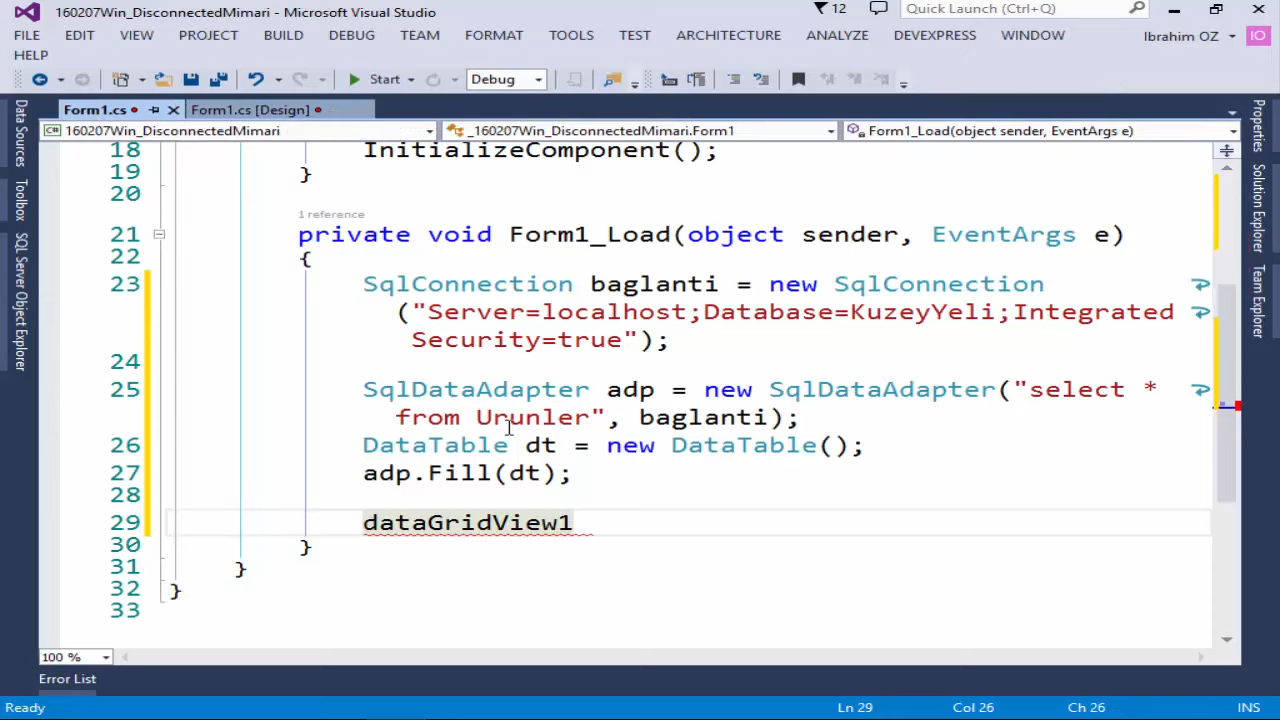 160207Win_DisconnectedMimari - Microsoft Visual Studio
12
Quick Launch (Ctrl+Q)
FILE EDIT VIEW PROJECT BUILD DEBUG TEAM FORMAT TOOLS TEST ARCHITECTURE ANALYZE DEVEXPRESS WINDOW
Ibrahim OZ
IO
HELP
Start
Debug
Form1.cs
Form1.cs [Design]
160207Win_DisconnectedMimari
_160207Win_DisconnectedMimari.Form1
Form1_Load(object sender, EventArgs e)
Data Sources
Toolbox
SQL Server Object Explorer
18 InitializeComponent();
19 }
20
1 reference
21 private void Form1_Load(object sender, EventArgs e)
22 {
23 SqlConnection baglanti = new SqlConnection
("Server=localhost;Database=KuzeyYeli;Integrated
Security=true");
24
25 SqlDataAdapter adp = new SqlDataAdapter("select *
from Urunler", baglanti);
26 DataTable dt = new DataTable();
27 adp.Fill(dt);
28
29 dataGridView1
30 }
31 }
32 }
33
Properties
Solution Explorer
Team Explorer
100 %
Error List
Ready
Ln 29
Col 26
Ch 26
INS